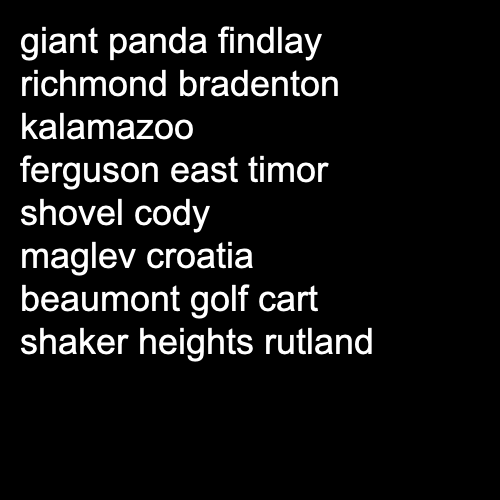 giant panda findlay
richmond bradenton
kalamazoo
ferguson east timor
shovel cody
maglev croatia
beaumont golf cart
shaker heights rutland